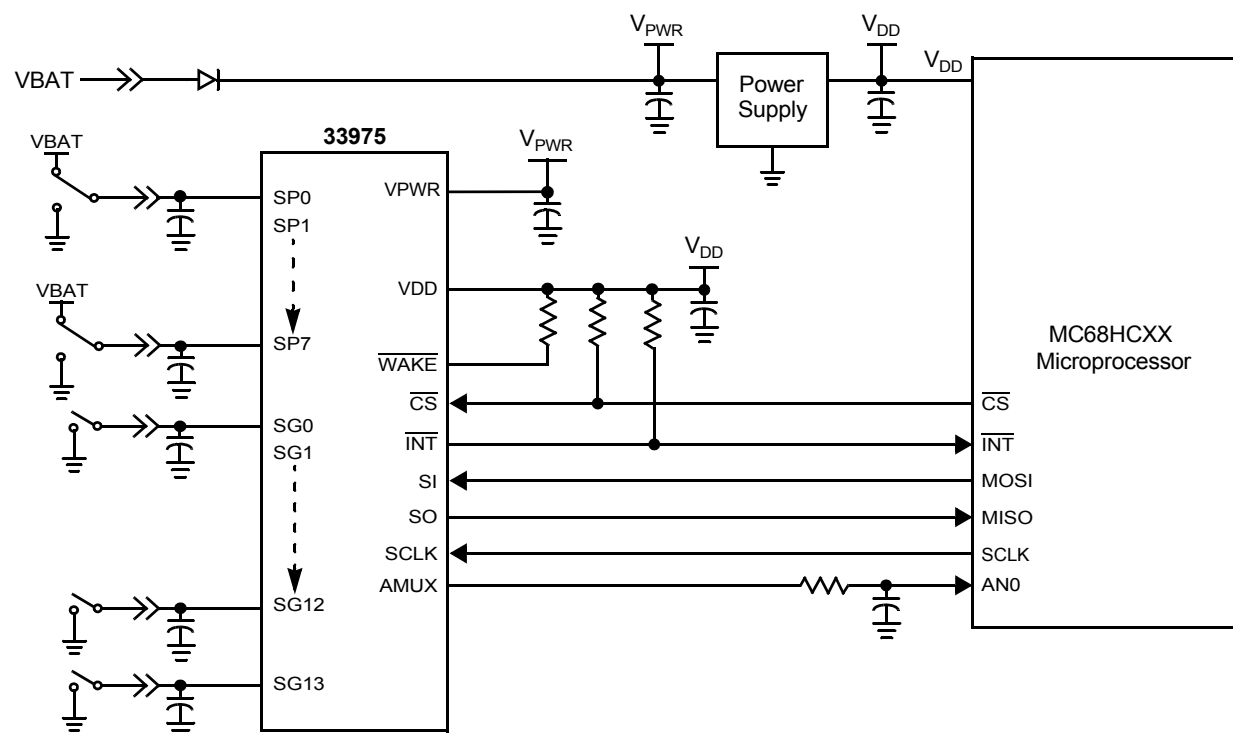 VPWR
VDD
VBAT
Power
Supply
VDD
33975
VBAT
VPWR
SP0
VPWR
SP1
VDD
VDD
VBAT
SP7
WAKE
MC68HCXX
Microprocessor
CS
CS
SG0
SG1
INT
INT
SI
MOSI
SO
MISO
SCLK
SCLK
AMUX
AN0
SG12
SG13